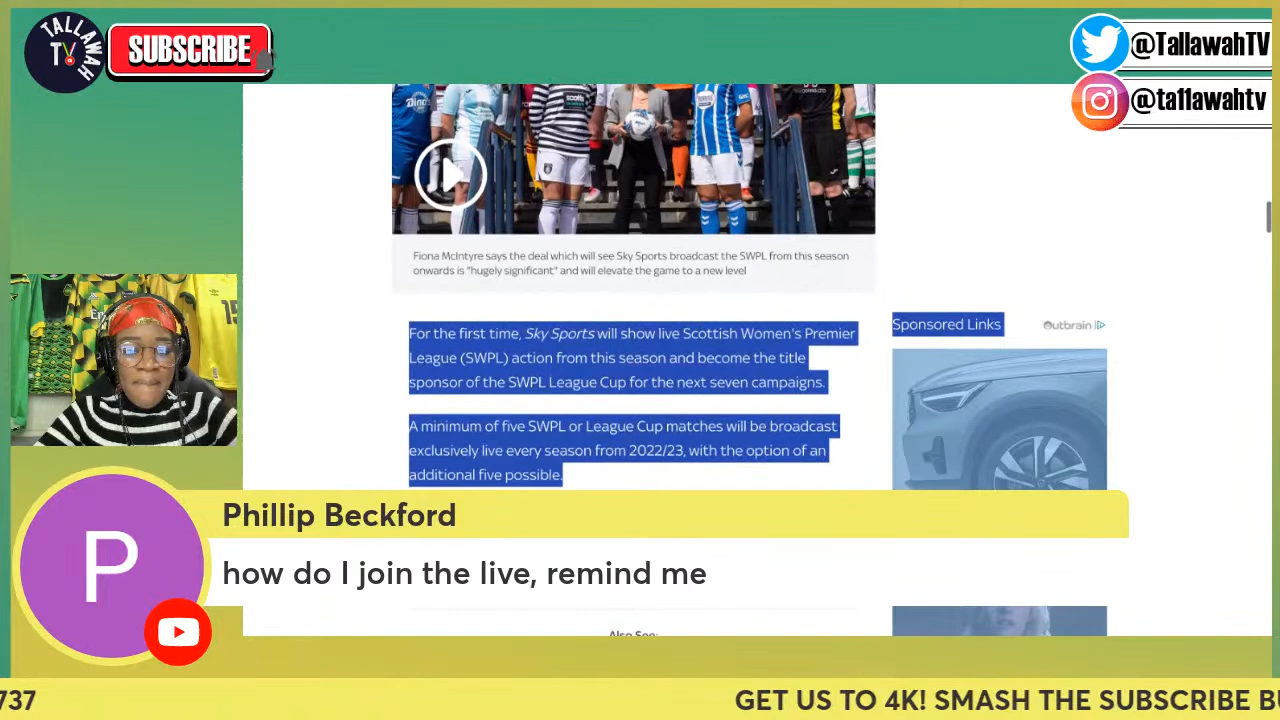 TALLAWAH
TV
SUBSCRIBE
@TallawahTV
@ta11awahtv
Fiona McIntyre says the deal which will see Sky Sports broadcast the SWPL from this season
onwards is "hugely significant" and will elevate the game to a new level
For the first time, Sky Sports will show live Scottish Women's Premier
League (SWPL) action from this season and become the title
sponsor of the SWPL League Cup for the next seven campaigns.
A minimum of five SWPL or League Cup matches will be broadcast
exclusively live every season from 2022/23, with the option of an
additional five possible.
Sponsored Links
Outbrain
P
Phillip Beckford
how do I join the live, remind me
Also See:
737
GET US TO 4K! SMASH THE SUBSCRIBE BU